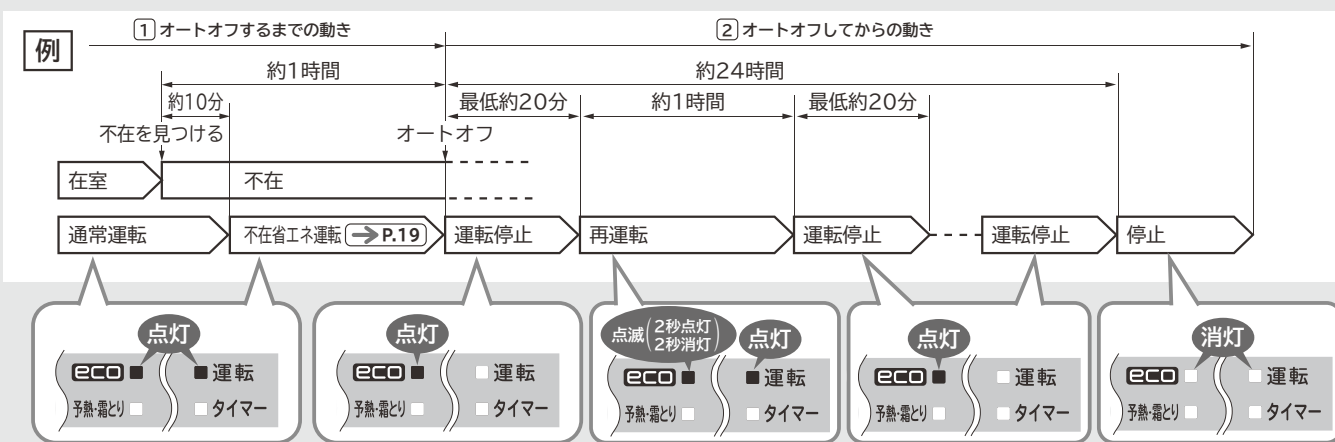 例
1 オートオフするまでの動き
2 オートオフしてからの動き
約1時間
約24時間
約10分
最低約20分
約1時間
最低約20分
不在を見つける
オートオフ
在室
不在
通常運転
不在省エネ運転 → P.19
運転停止
再運転
運転停止
運転停止
停止
点灯
eco
運転
予熱・霜とり
タイマー
点灯
eco
運転
予熱・霜とり
タイマー
点滅(2秒点灯
2秒消灯)
点灯
eco
運転
予熱・霜とり
タイマー
点灯
eco
運転
予熱・霜とり
タイマー
消灯
eco
運転
予熱・霜とり
タイマー